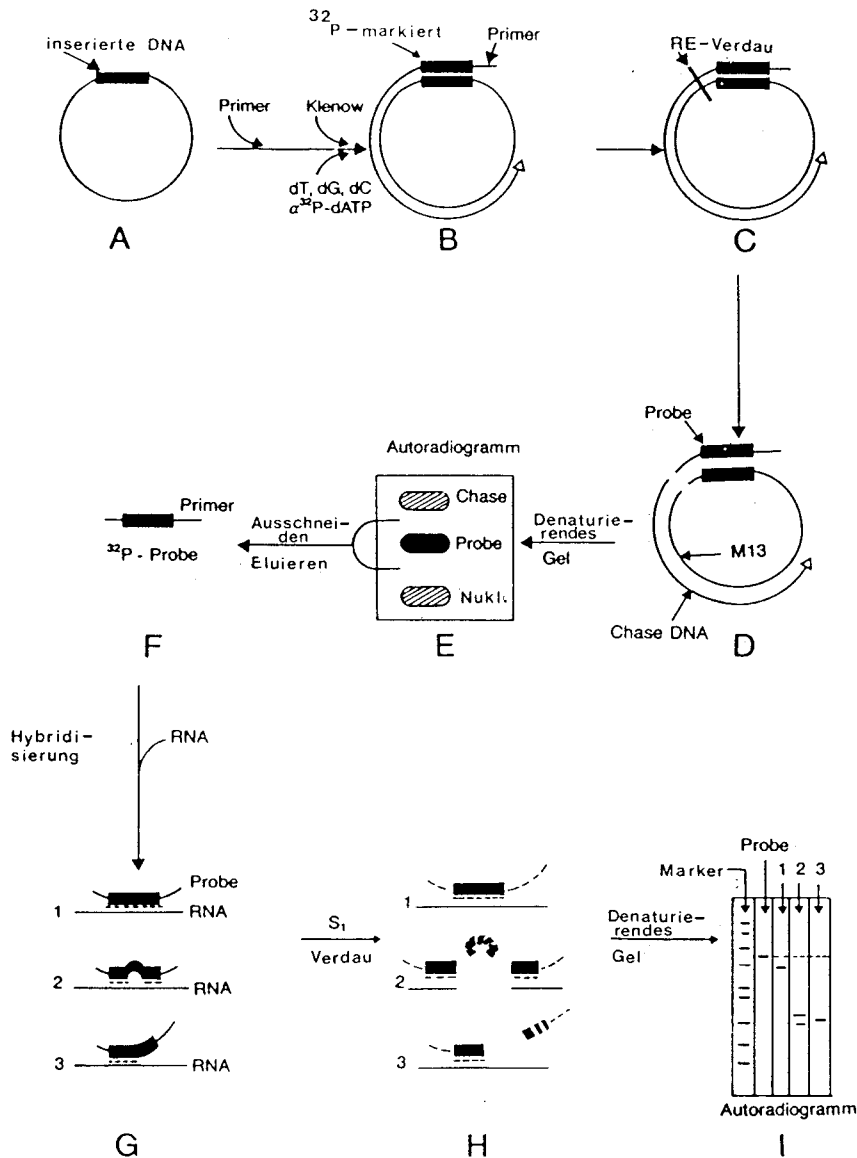 inserierte DNA
A
Primer
Klenow
dT, dG, dC
α³²P-dATP
³²P-markiert
Primer
B
RE-Verdau
C
Probe
M13
Chase DNA
D
Denaturie-
rendes
Gel
Autoradiogramm
Chase
Probe
Nukl.
E
Ausschnei-
den
Eluieren
Primer
³²P - Probe
F
Hybridi-
sierung
RNA
Probe
1
RNA
2
RNA
3
RNA
G
S₁
Verdau
1
2
3
H
Denaturie-
rendes
Gel
Probe
Marker
1
2
3
Autoradiogramm
I